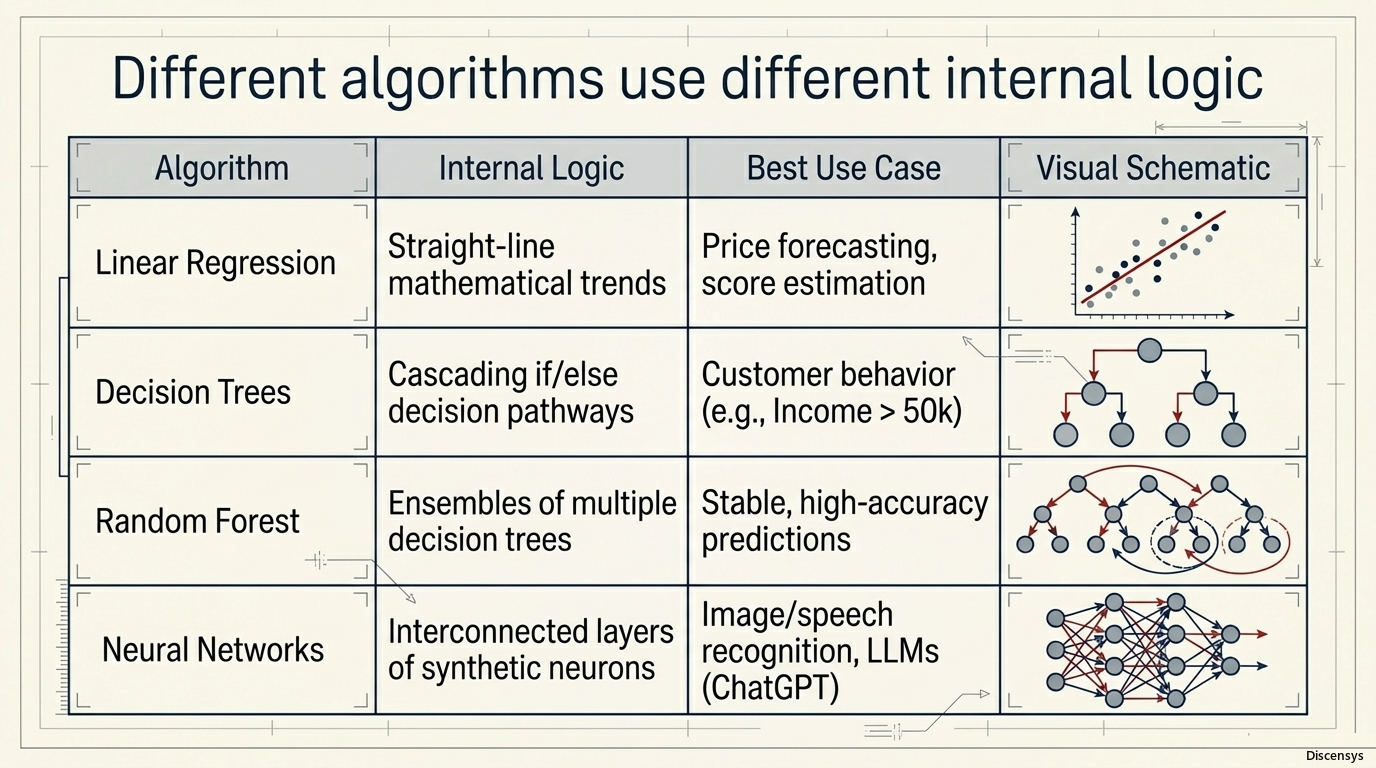 Different algorithms use different internal logic
Algorithm
Internal Logic
Best Use Case
Visual Schematic
Linear Regression
Straight-line
mathematical trends
Price forecasting,
score estimation
Decision Trees
Cascading if/else
decision pathways
Customer behavior
(e.g., Income > 50k)
Random Forest
Ensembles of multiple
decision trees
Stable, high-accuracy
predictions
Neural Networks
Interconnected layers
of synthetic neurons
Image/speech
recognition, LLMs
(ChatGPT)
Discensys